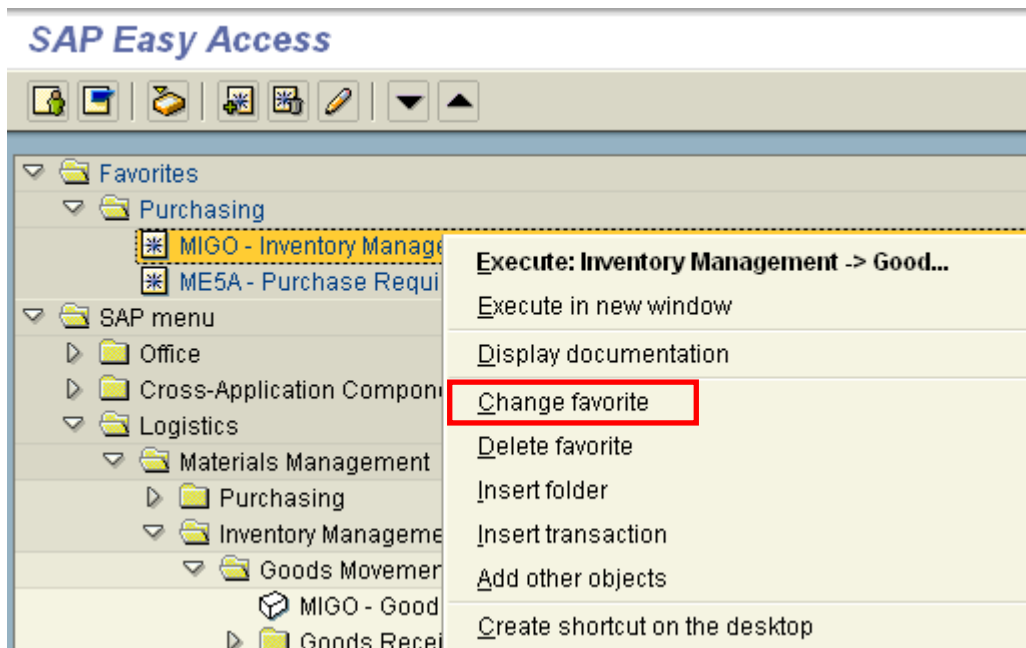 SAP Easy Access
Favorites
Purchasing
MIGO - Inventory Manage
ME5A - Purchase Requi
SAP menu
Office
Cross-Application Compon
Logistics
Materials Management
Purchasing
Inventory Manageme
Goods Movemen
MIGO - Good
Goods Recei
Execute: Inventory Management -> Good...
Execute in new window
Display documentation
Change favorite
Delete favorite
Insert folder
Insert transaction
Add other objects
Create shortcut on the desktop